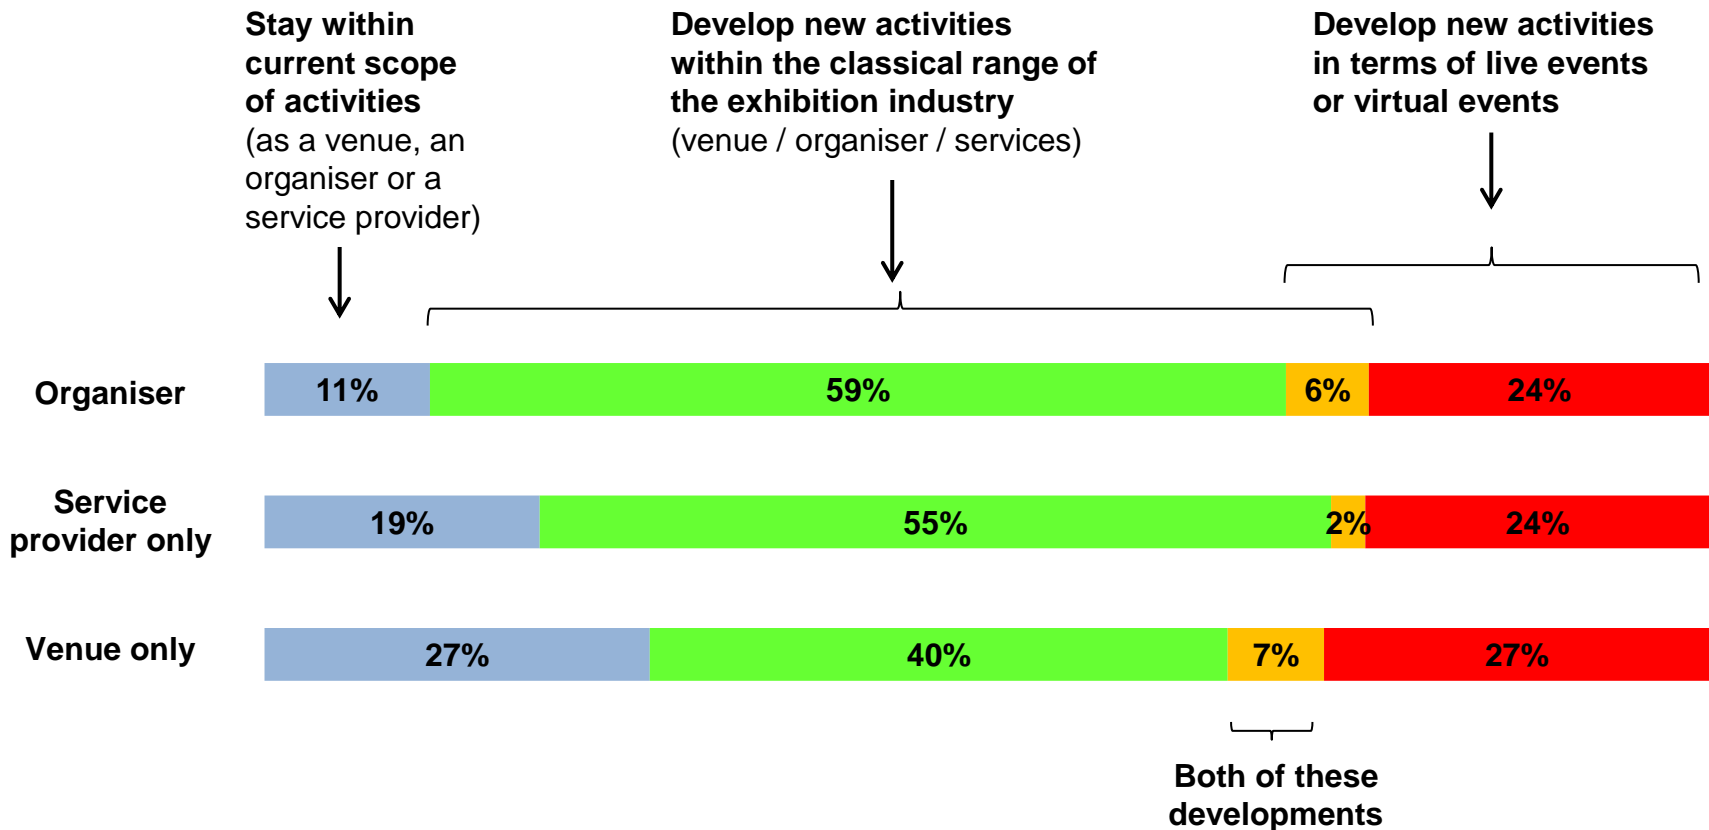 Stay within
current scope
of activities
(as a venue, an
organiser or a
service provider)
Develop new activities
within the classical range of
the exhibition industry
(venue / organiser / services)
Develop new activities
in terms of live events
or virtual events
Organiser
11%
59%
6%
24%
Service
provider only
19%
55%
2%
24%
Venue only
27%
40%
7%
27%
Both of these
developments